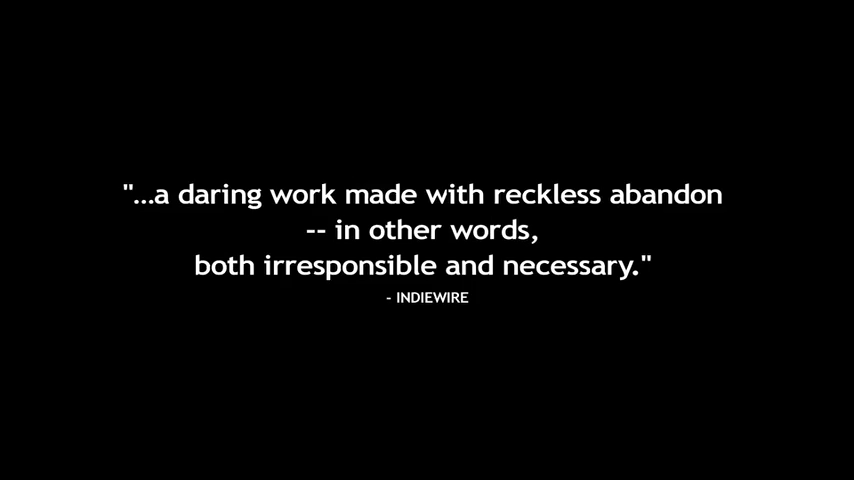 "...a daring work made with reckless abandon
-- in other words,
both irresponsible and necessary."
- INDIEWIRE